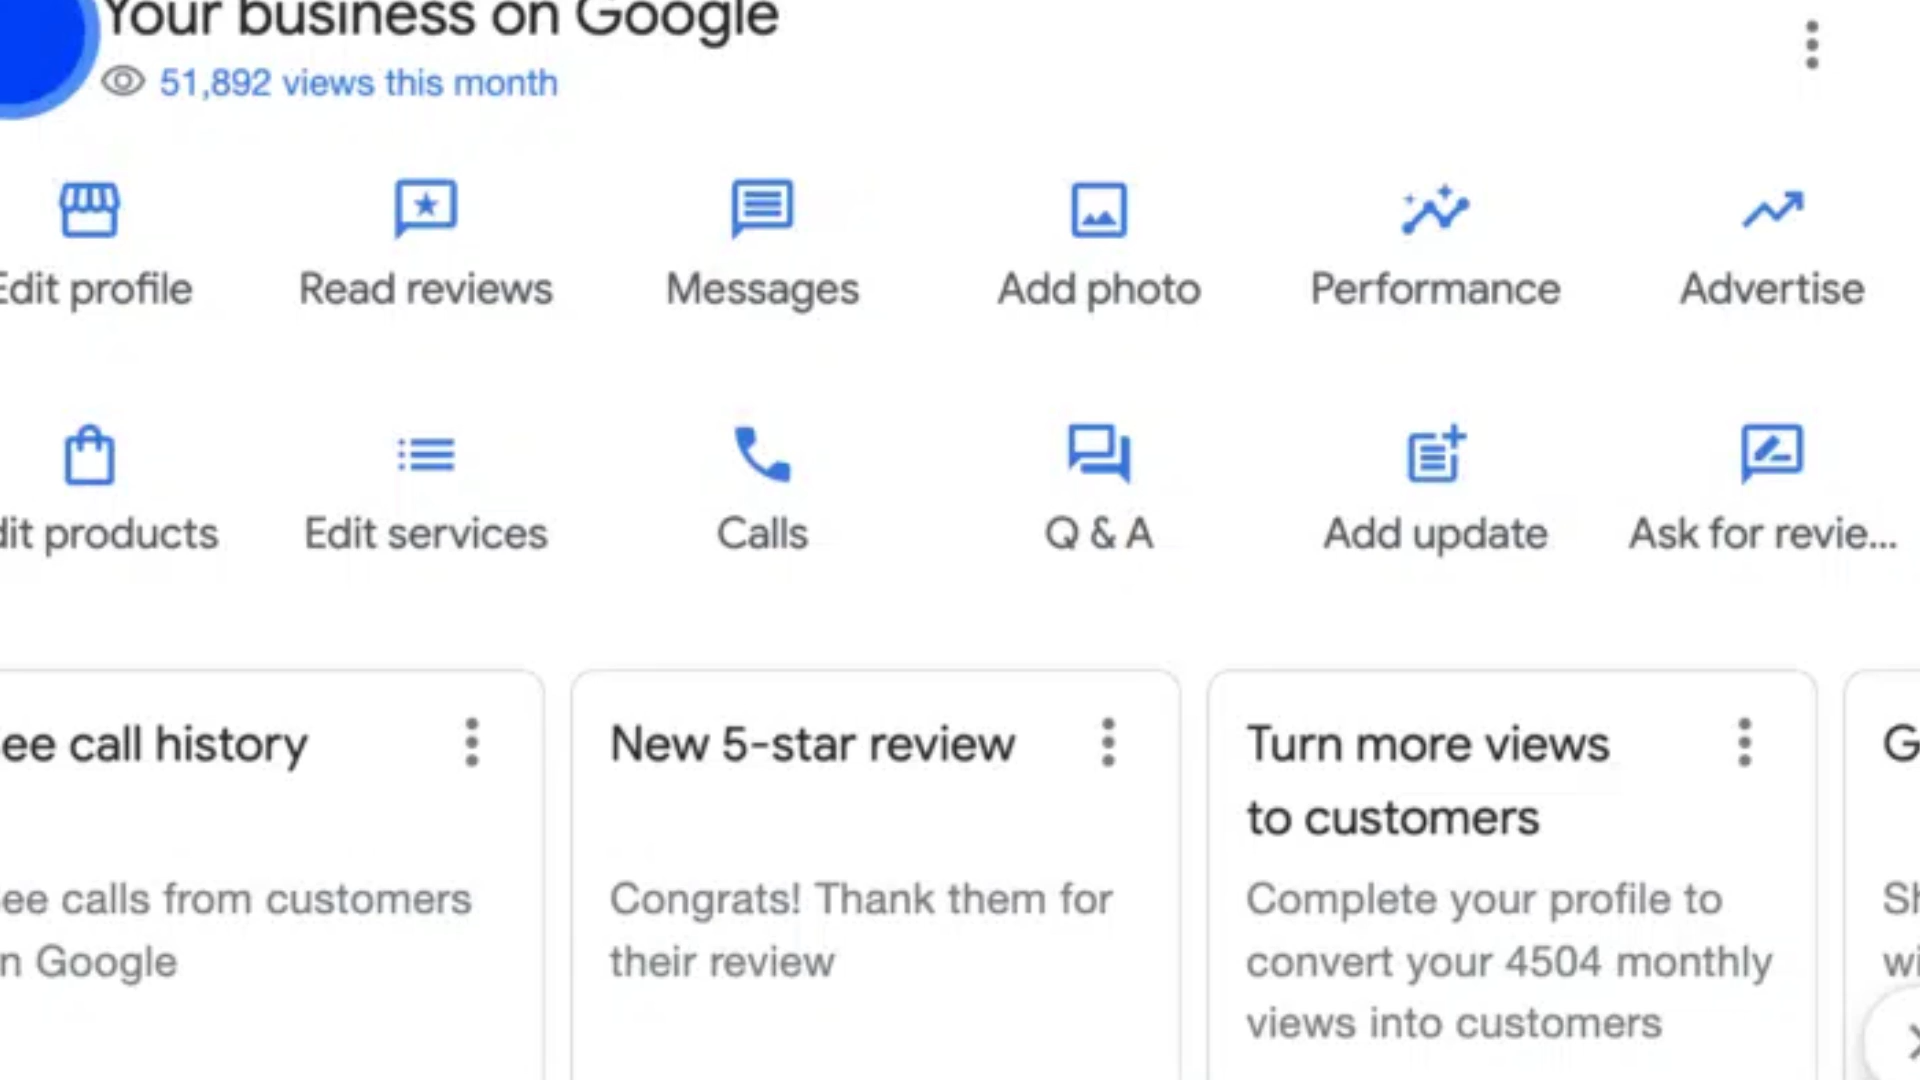 Your business on Google
51,892 views this month
Edit profile
Read reviews
Messages
Add photo
Performance
Advertise
dit products
Edit services
Calls
Q & A
Add update
Ask for revie...
ee call history
New 5-star review
Turn more views
to customers
G
ee calls from customers
n Google
Congrats! Thank them for
their review
Complete your profile to
convert your 4504 monthly
views into customers
Sh
wi